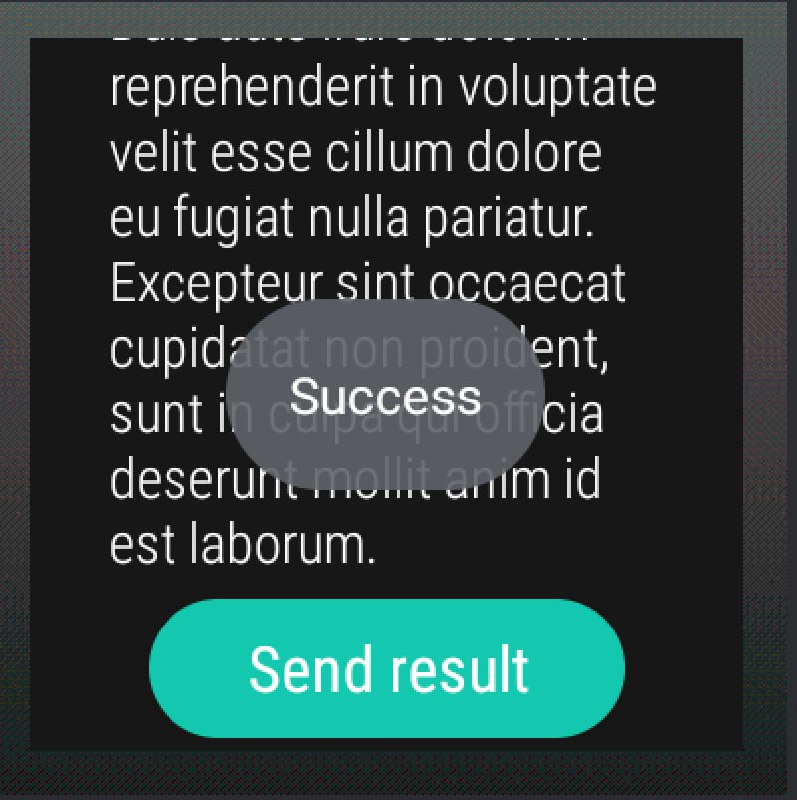 reprehenderit in voluptate
velit esse cillum dolore
eu fugiat nulla pariatur.
Excepteur sint occaecat
cupidatat non proident,
sunt in culpa qui officia
deserunt mollit anim id
est laborum.
Success
Send result